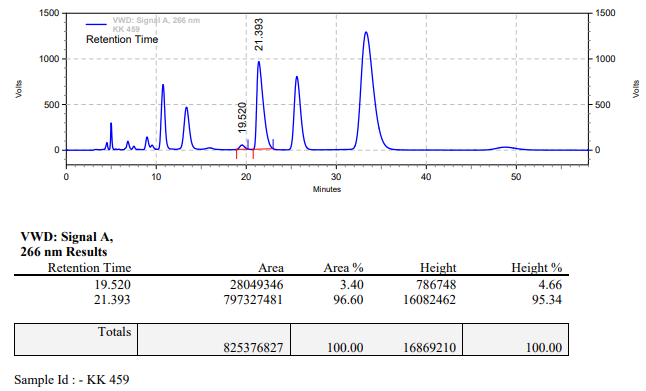 1500
1000
500
0
Volts
VWD: Signal A, 266 nm
KK 459
Retention Time
19.520
21.393
1500
1000
500
0
Volts
0 10 20 30 40 50
Minutes
VWD: Signal A,
266 nm Results
Retention Time Area Area % Height Height %
19.520 28049346 3.40 786748 4.66
21.393 797327481 96.60 16082462 95.34
Totals
825376827 100.00 16869210 100.00
Sample Id : - KK 459